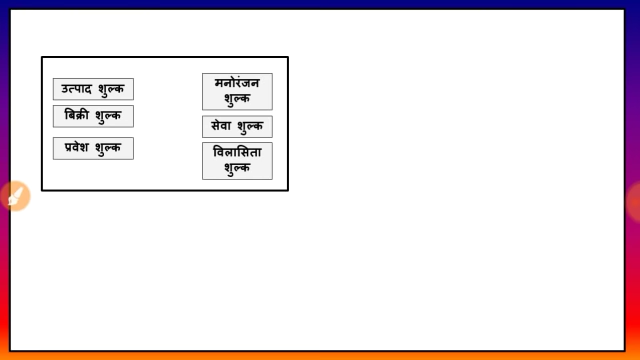 उत्पाद शुल्क
बिक्री शुल्क
प्रवेश शुल्क
मनोरंजन
शुल्क
सेवा शुल्क
विलासिता
शुल्क